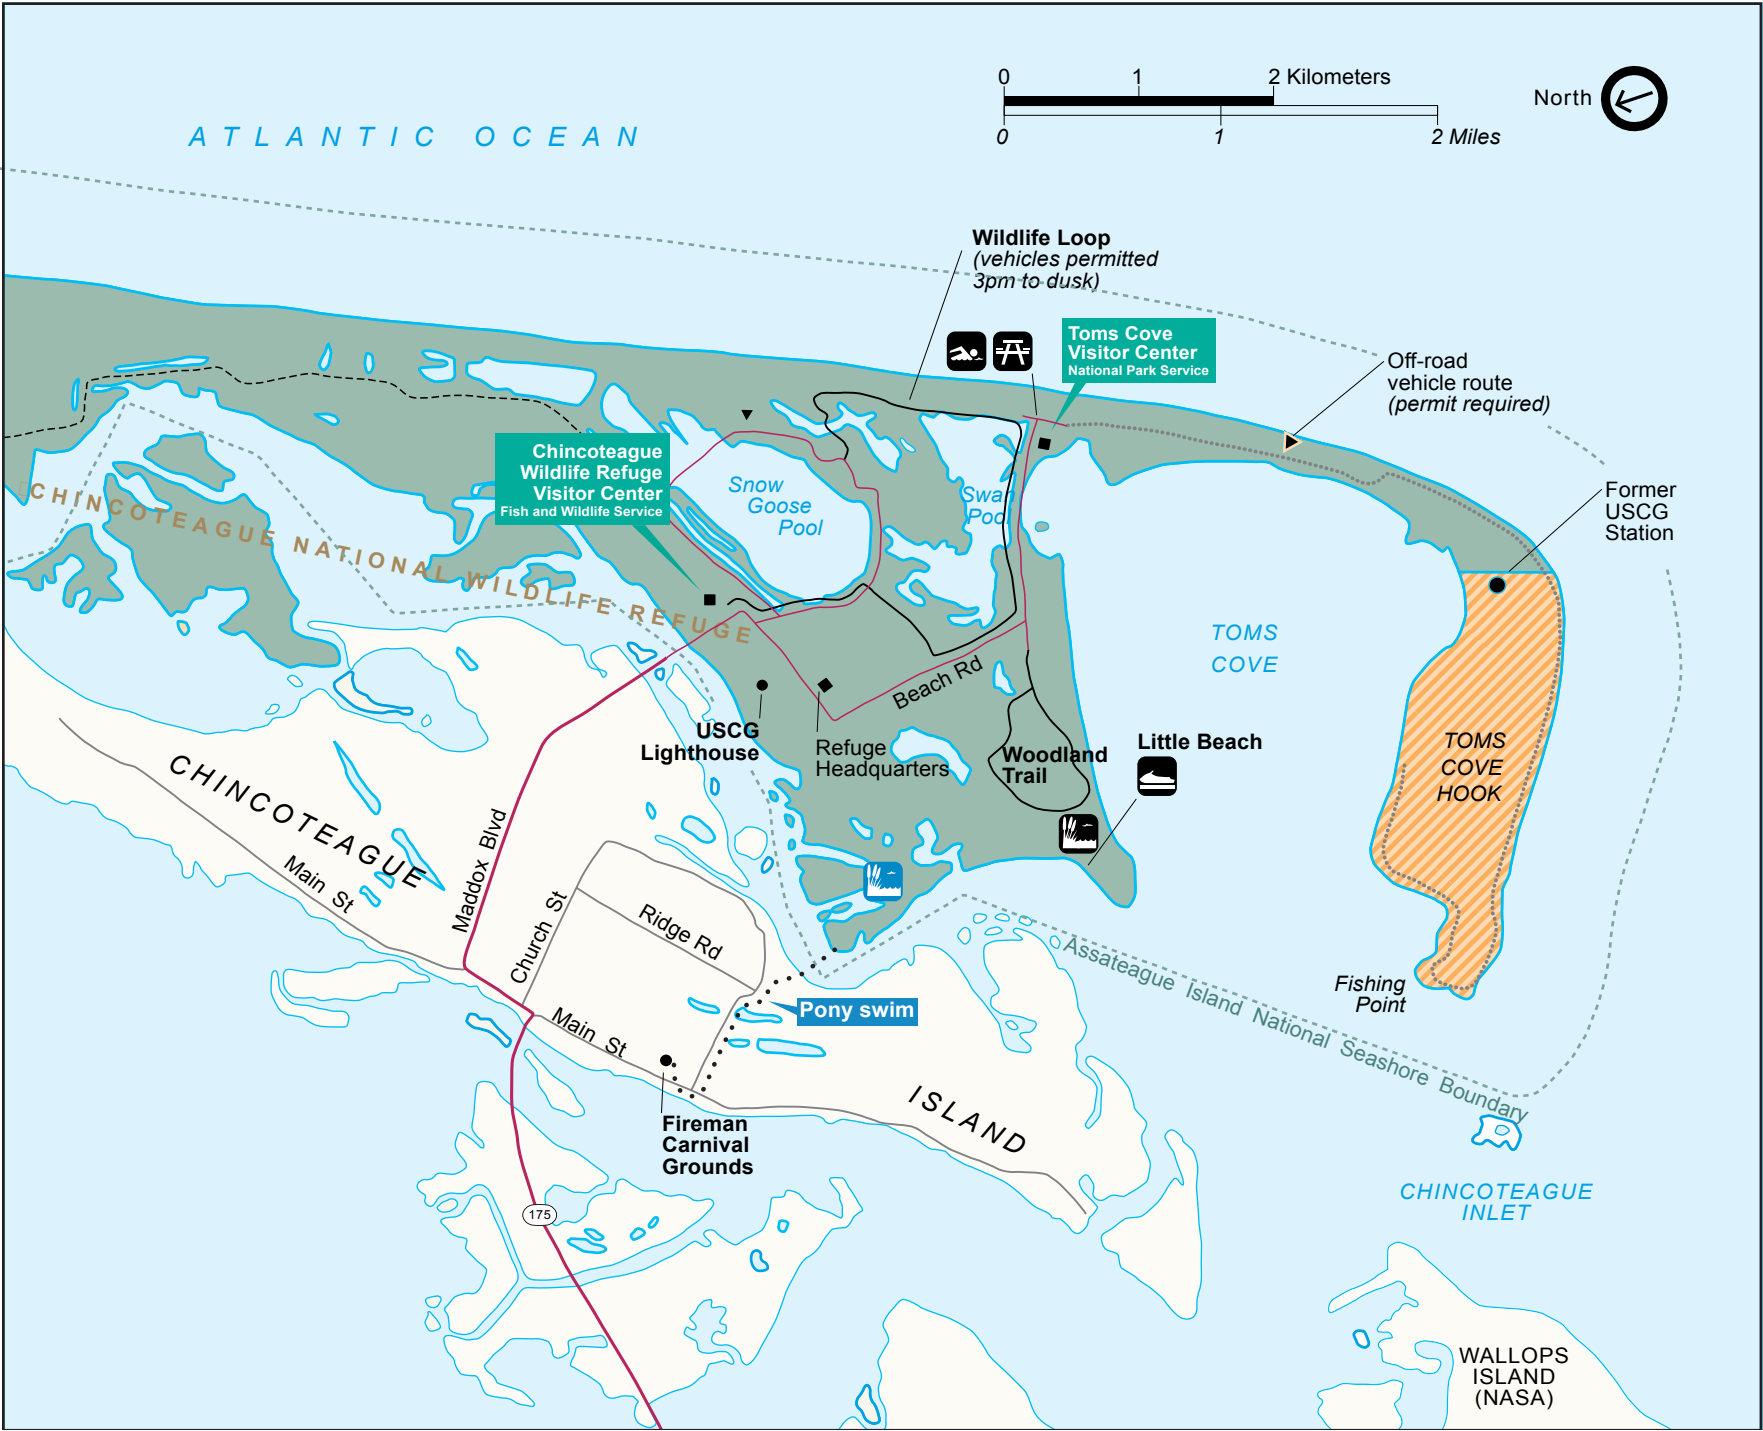 0 1 2 Kilometers
0 1 2 Miles
North
ATLANTIC OCEAN
Wildlife Loop
(vehicles permitted
3pm to dusk)
Toms Cove
Visitor Center
National Park Service
Off-road
vehicle route
(permit required)
Chincoteague
Wildlife Refuge
Visitor Center
Fish and Wildlife Service
Snow
Goose
Pool
Swan
Pool
Former
USCG
Station
CHINCOTEAGUE NATIONAL WILDLIFE REFUGE
TOMS
COVE
Beach Rd
USCG
Lighthouse
Refuge
Headquarters
Woodland
Trail
Little Beach
TOMS
COVE
HOOK
CHINCOTEAGUE
Main St
Maddox Blvd
Church St
Ridge Rd
Fishing
Point
Assateague Island National Seashore Boundary
Pony swim
Main St
ISLAND
Fireman
Carnival
Grounds
175
CHINCOTEAGUE
INLET
WALLOPS
ISLAND
(NASA)